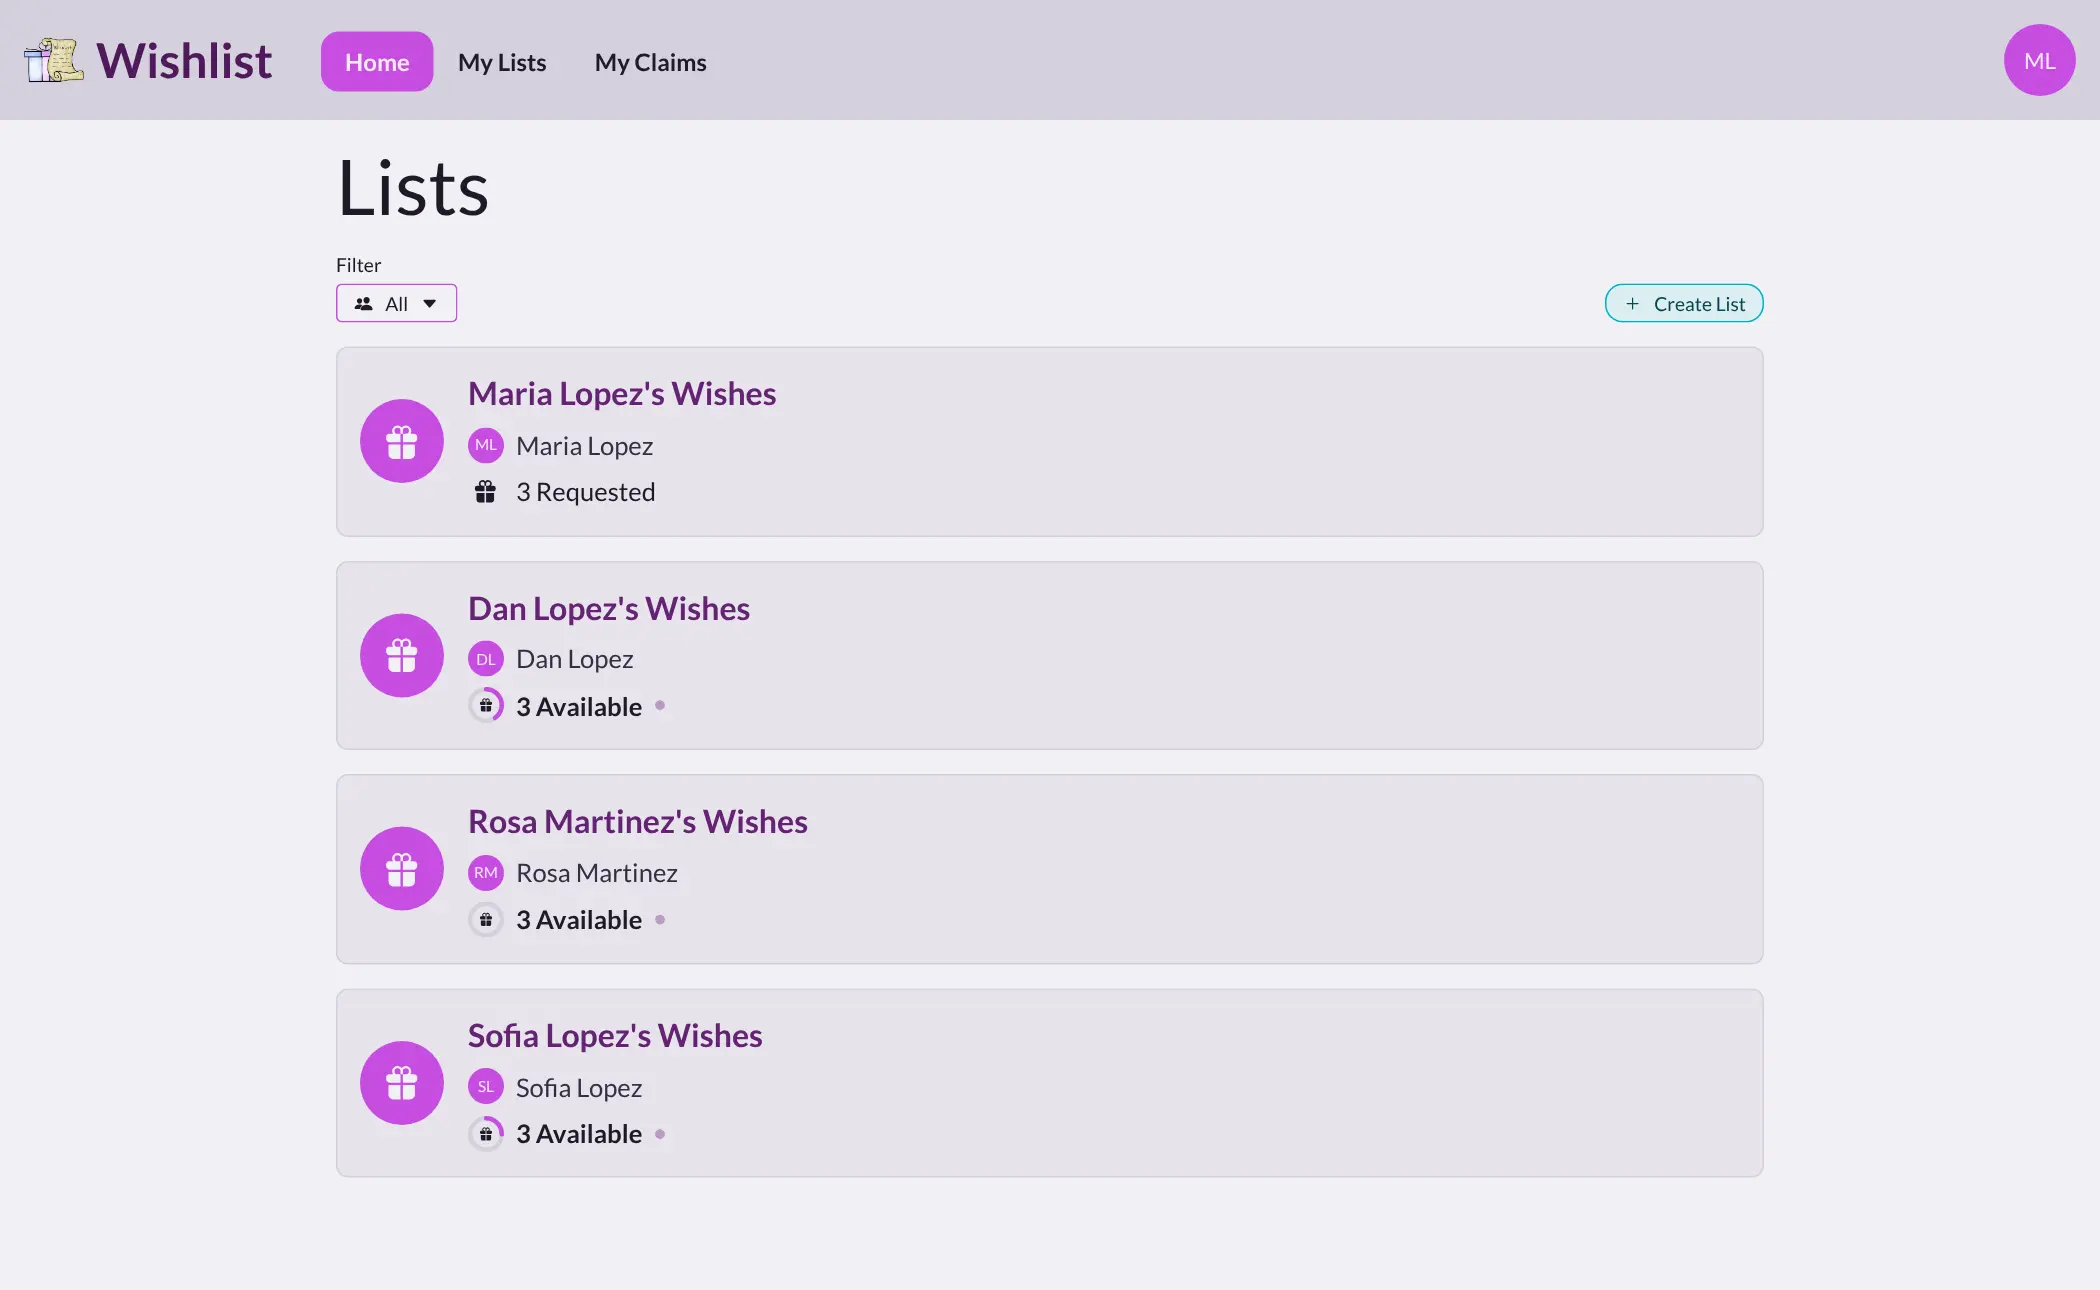 Wishlist
Home
My Lists
My Claims
ML
Lists
Filter
All
Create List
Maria Lopez's Wishes
ML Maria Lopez
3 Requested
Dan Lopez's Wishes
DL Dan Lopez
3 Available
Rosa Martinez's Wishes
RM Rosa Martinez
3 Available
Sofia Lopez's Wishes
SL Sofia Lopez
3 Available